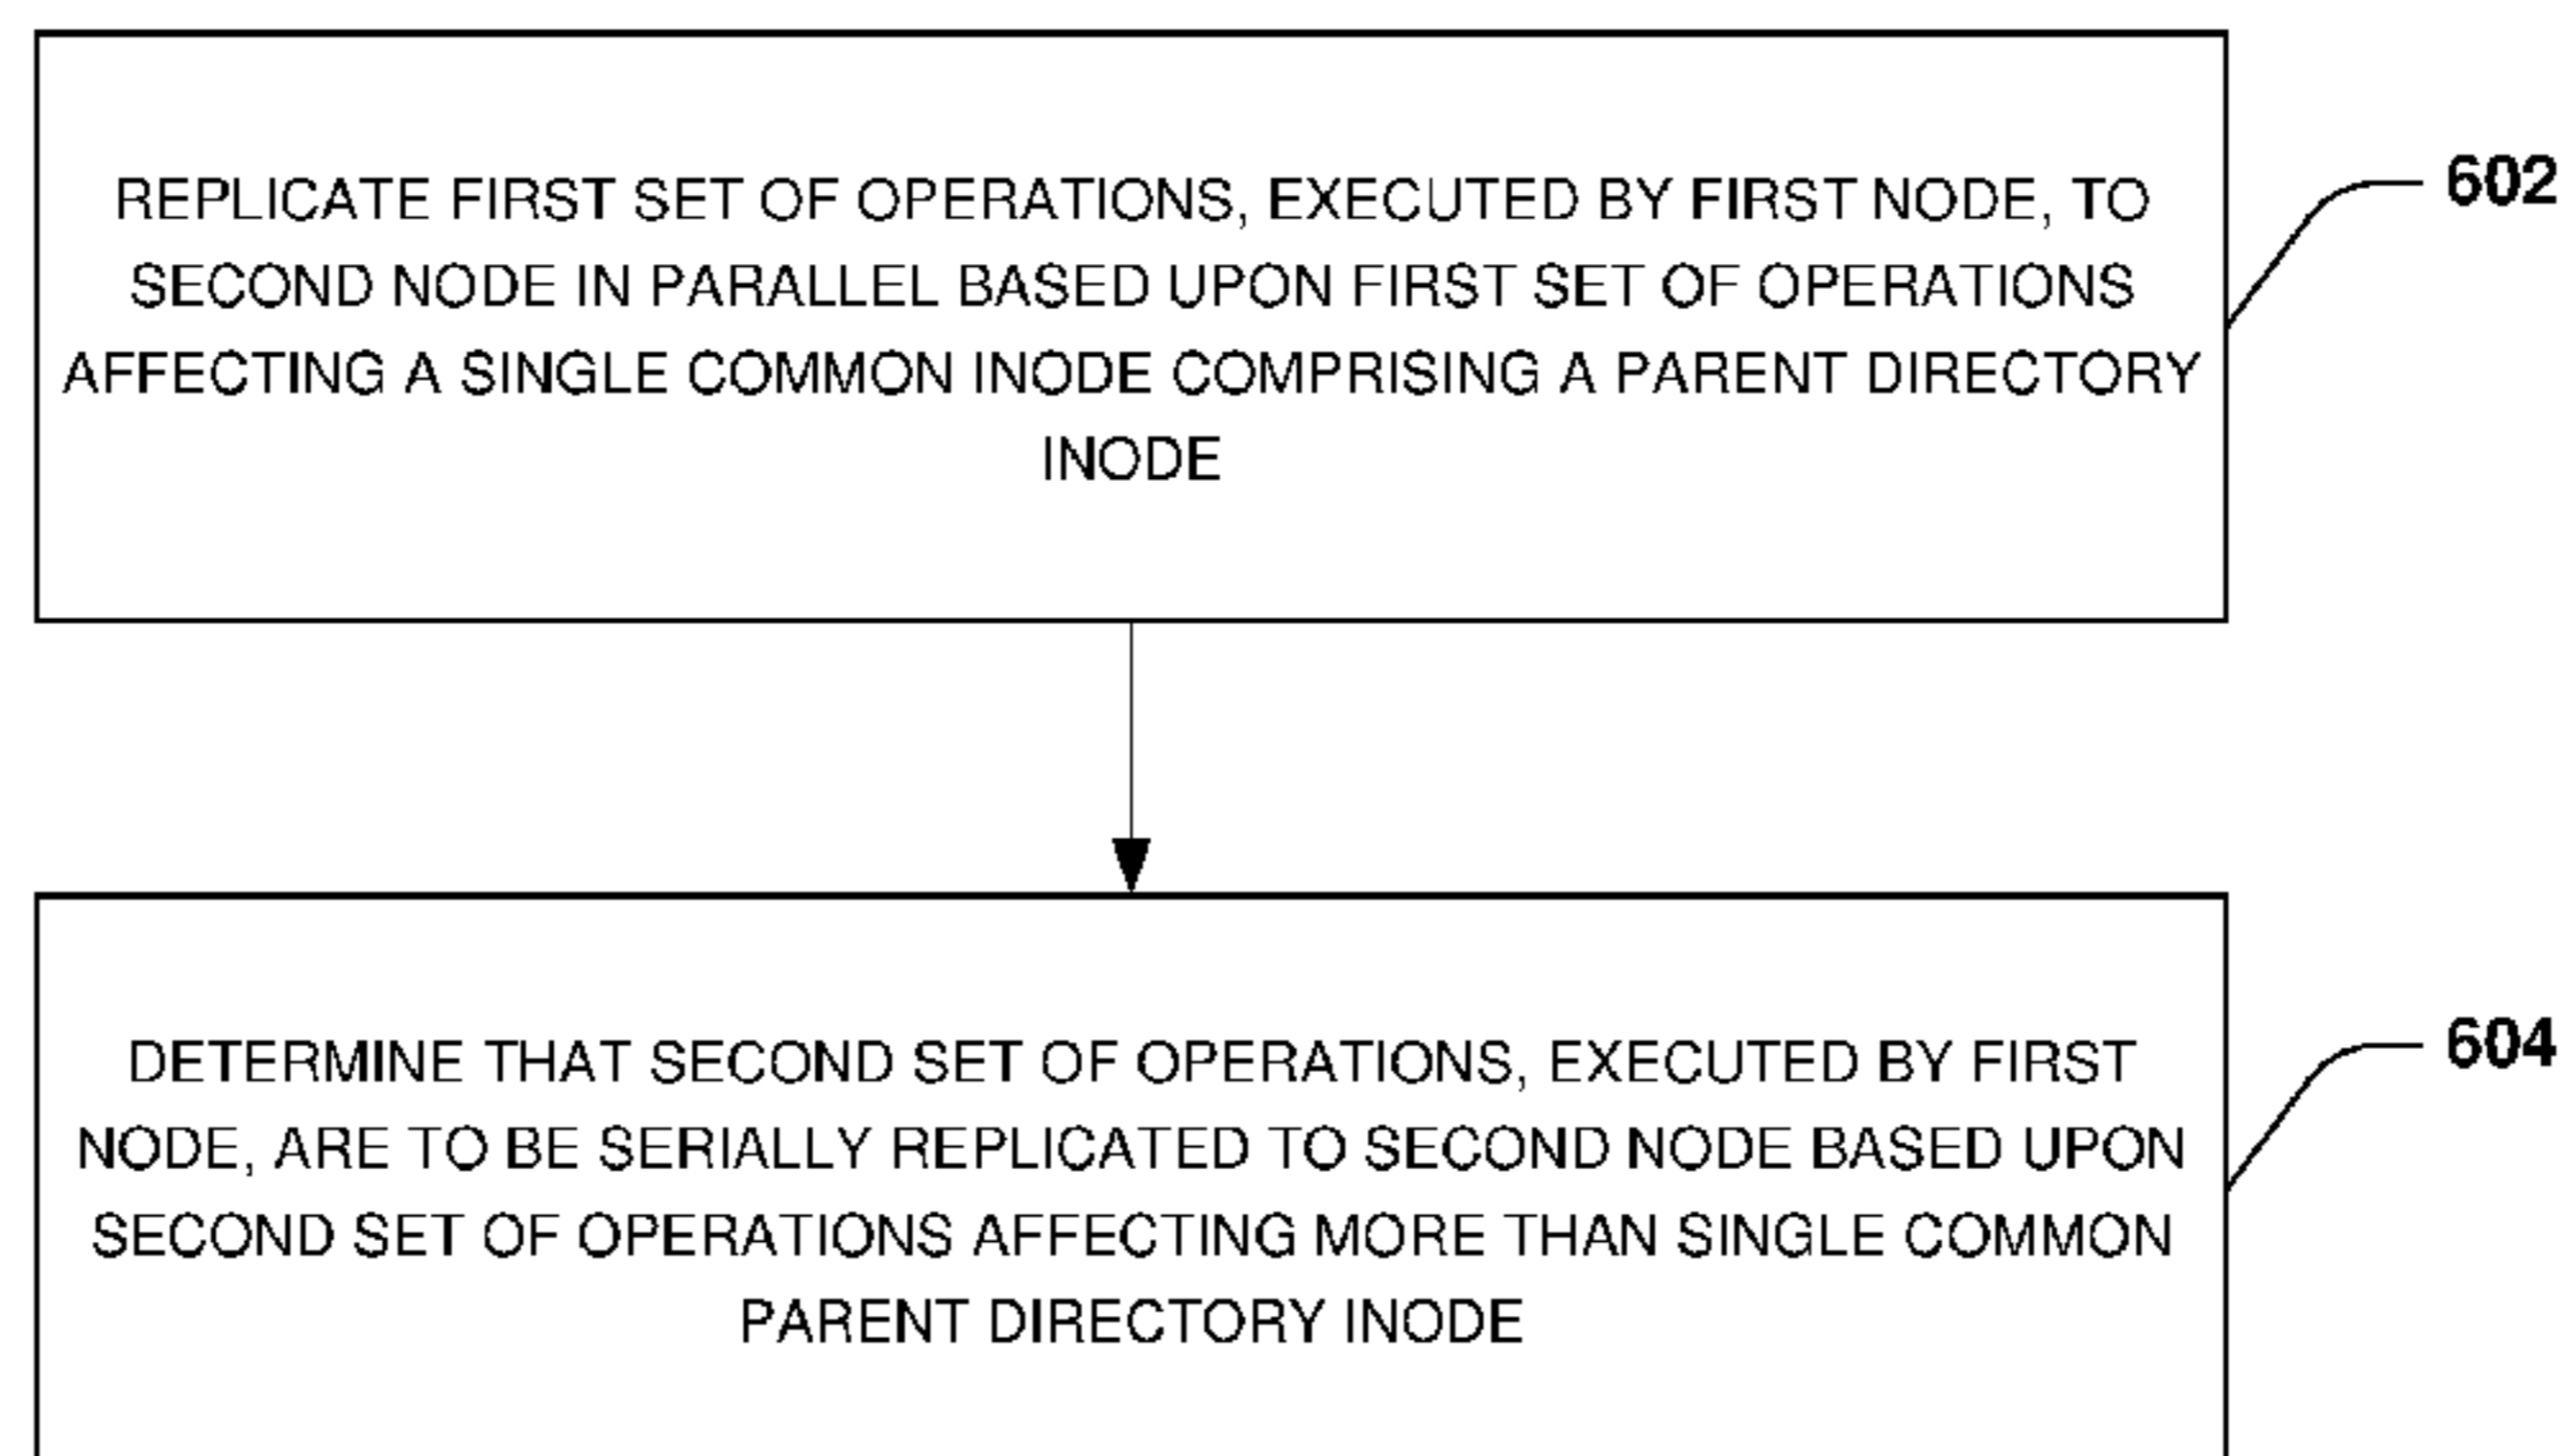 REPLICATE FIRST SET OF OPERATIONS, EXECUTED BY FIRST NODE, TO
SECOND NODE IN PARALLEL BASED UPON FIRST SET OF OPERATIONS
AFFECTING A SINGLE COMMON INODE COMPRISING A PARENT DIRECTORY
INODE
602
DETERMINE THAT SECOND SET OF OPERATIONS, EXECUTED BY FIRST
NODE, ARE TO BE SERIALLY REPLICATED TO SECOND NODE BASED UPON
SECOND SET OF OPERATIONS AFFECTING MORE THAN SINGLE COMMON
PARENT DIRECTORY INODE
604